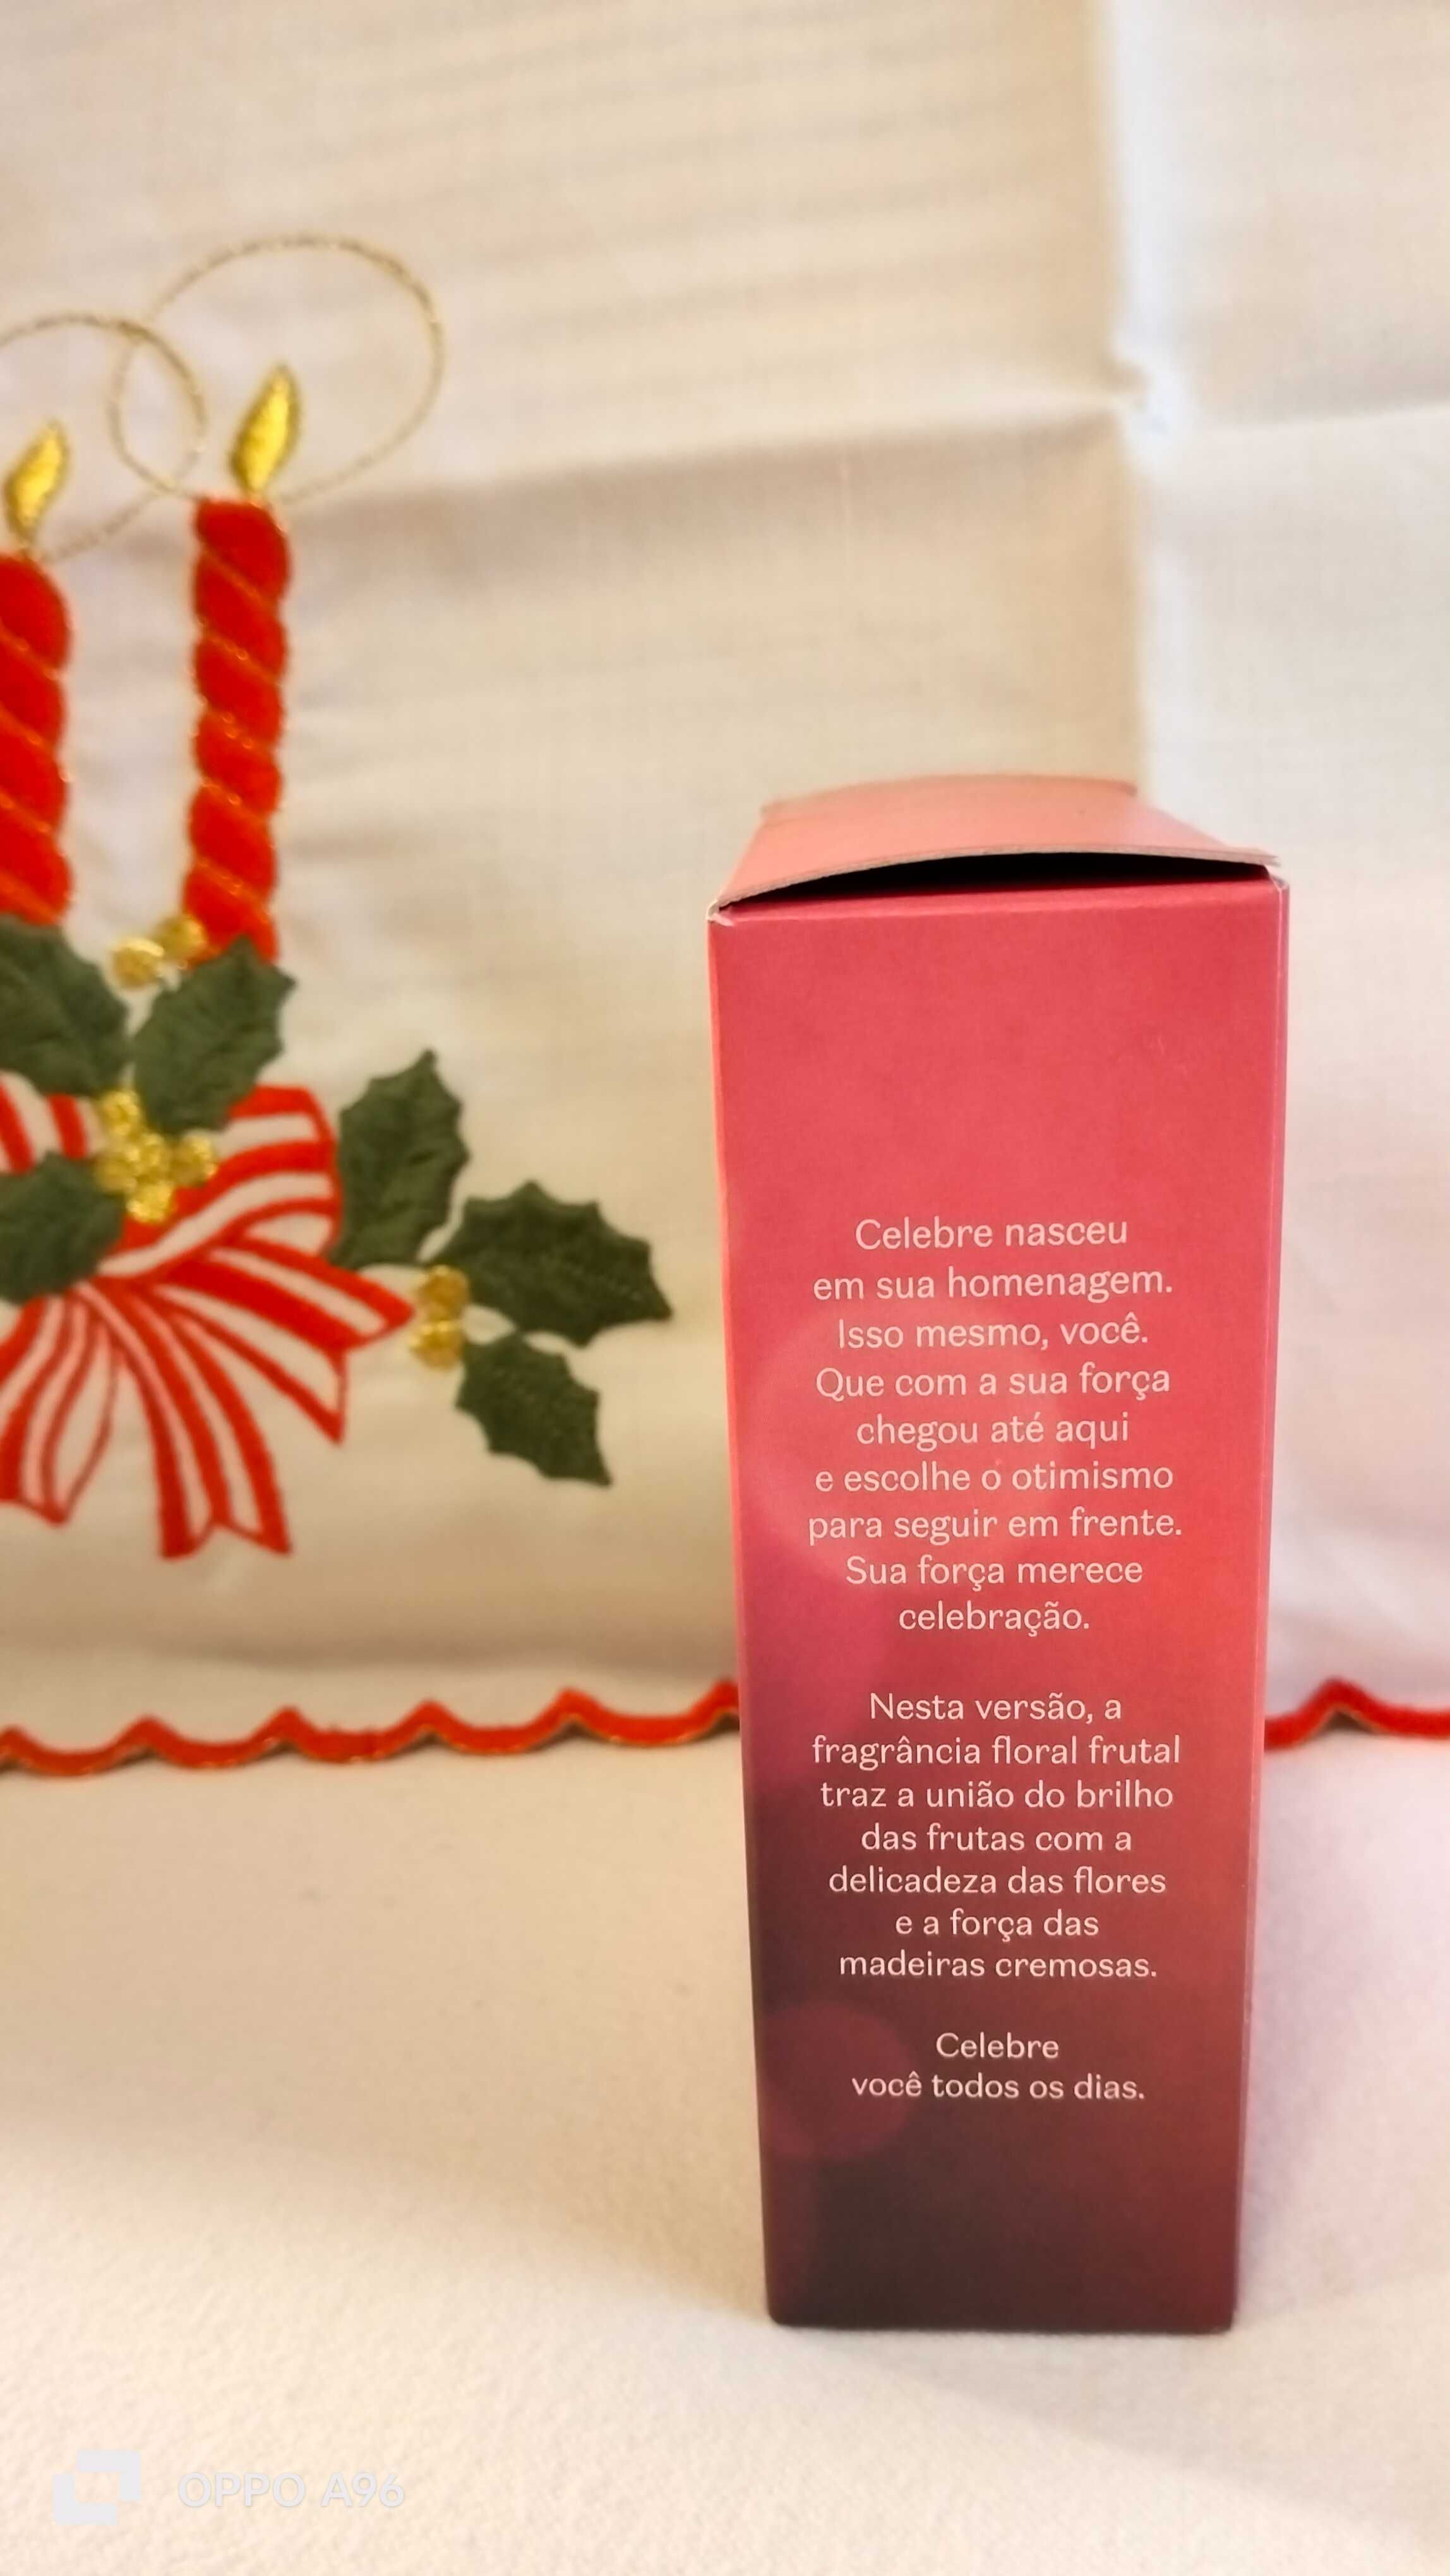 Celebre nasceu
em sua homenagem.
Isso mesmo, você.
Que com a sua força
chegou até aqui
e escolhe o otimismo
para seguir em frente.
Sua força merece
celebração.
Nesta versão, a
fragrância floral frutal
traz a união do brilho
das frutas com a
delicadeza das flores
e a força das
madeiras cremosas.
Celebre
você todos os dias.
OPPO A96